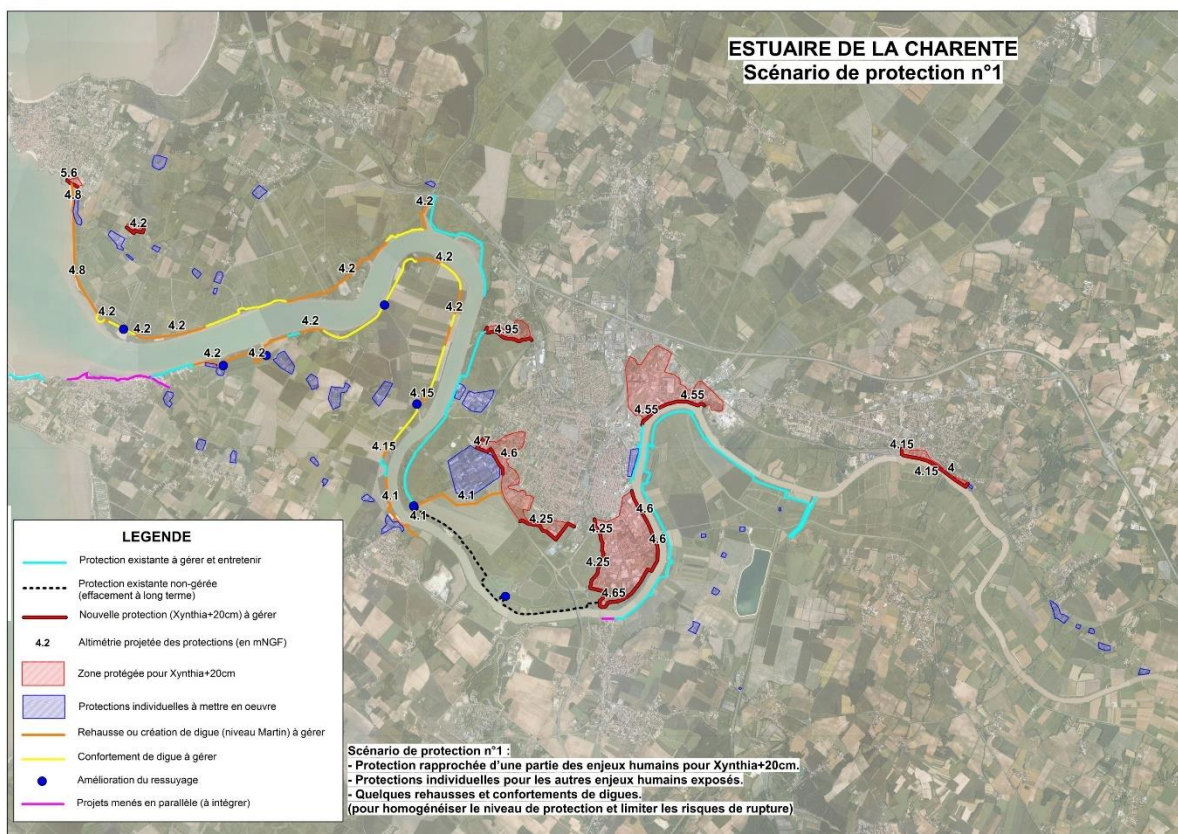 ESTUAIRE DE LA CHARENTE
Scénario de protection n°1
5.6
4.8
4.2
4.2
4.8
4.2
4.2
4.2
4.2
4.2
4.2
4.2
4.2
4.2
4.95
4.15
4.55
4.55
4.15
4.7
4.6
4.15
4.15
4
4.1
4.1
4.1
4.25
4.25
4.6
4.6
4.25
4.65
LEGENDE
Protection existante à gérer et entretenir
Protection existante non-gérée
(effacement à long terme)
Nouvelle protection (Xynthia+20cm) à gérer
4.2 Altimétrie projetée des protections (en mNGF)
Zone protégée pour Xynthia+20cm
Protections individuelles à mettre en oeuvre
Rehausse ou création de digue (niveau Martin) à gérer
Confortement de digue à gérer
Amélioration du ressuyage
Projets menés en parallèle (à intégrer)
Scénario de protection n°1 :
- Protection rapprochée d'une partie des enjeux humains pour Xynthia+20cm.
- Protections individuelles pour les autres enjeux humains exposés.
- Quelques rehausses et confortements de digues.
(pour homogénéiser le niveau de protection et limiter les risques de rupture)